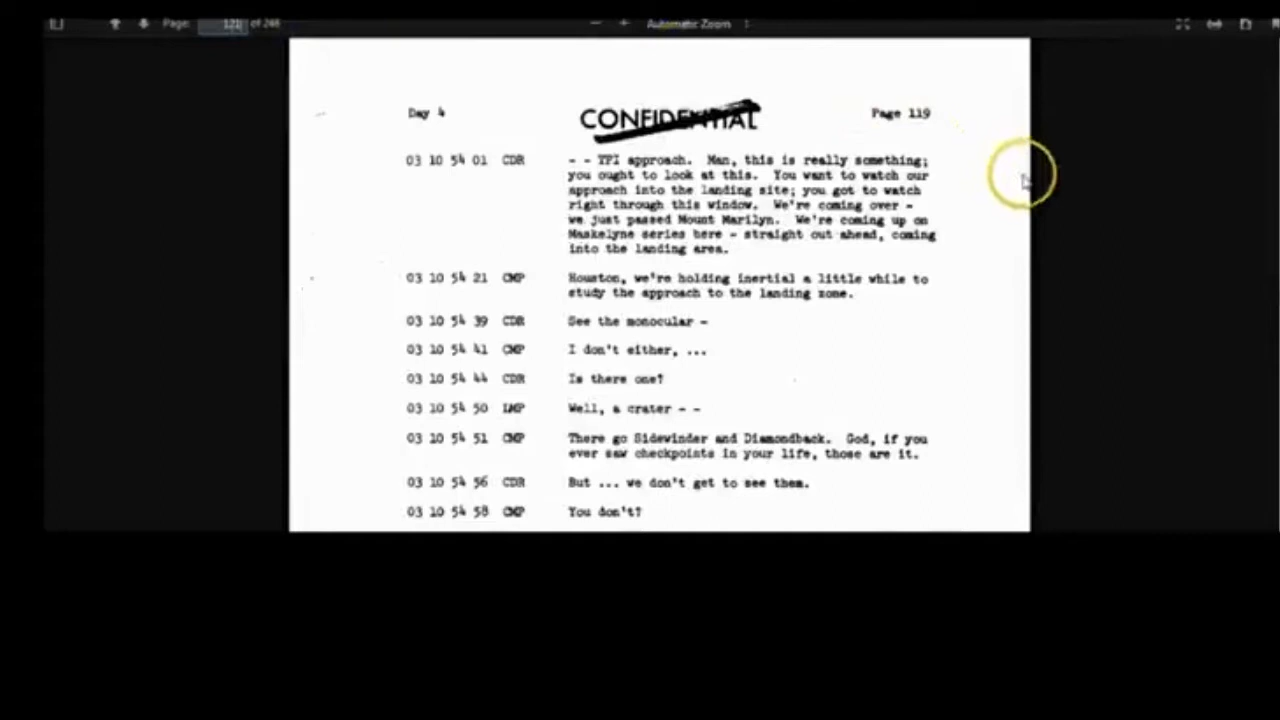 Page: 121 of 248 Automatic Zoom
Day 4 CONFIDENTIAL Page 119
03 10 54 01 CDR - - TPI approach. Man, this is really something;
you ought to look at this. You want to watch our
approach into the landing site; you got to watch
right through this window. We're coming over -
we just passed Mount Marilyn. We're coming up on
Maskelyne series here - straight out ahead, coming
into the landing area.
03 10 54 21 CMP Houston, we're holding inertial a little while to
study the approach to the landing zone.
03 10 54 39 CDR See the monocular -
03 10 54 41 CMP I don't either, ...
03 10 54 44 CDR Is there one?
03 10 54 50 LMP Well, a crater - -
03 10 54 51 CMP There go Sidewinder and Diamondback. God, if you
ever saw checkpoints in your life, those are it.
03 10 54 56 CDR But ... we don't get to see them.
03 10 54 58 CMP You don't?